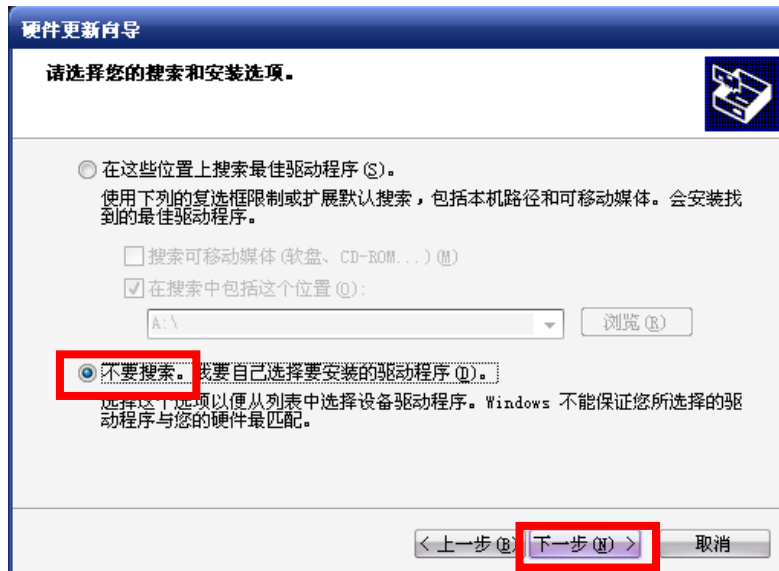 硬件更新向导
请选择您的搜索和安装选项。
在这些位置上搜索最佳驱动程序(S)。
使用下列的复选框限制或扩展默认搜索，包括本机路径和可移动媒体。会安装找
到的最佳驱动程序。
搜索可移动媒体(软盘、CD-ROM...)(M)
在搜索中包括这个位置(O):
A:\
浏览(R)
不要搜索。我要自己选择要安装的驱动程序(D)。
选择这个选项以便从列表中选择设备驱动程序。Windows 不能保证您所选择的驱
动程序与您的硬件最匹配。
< 上一步(B)
下一步(N) >
取消